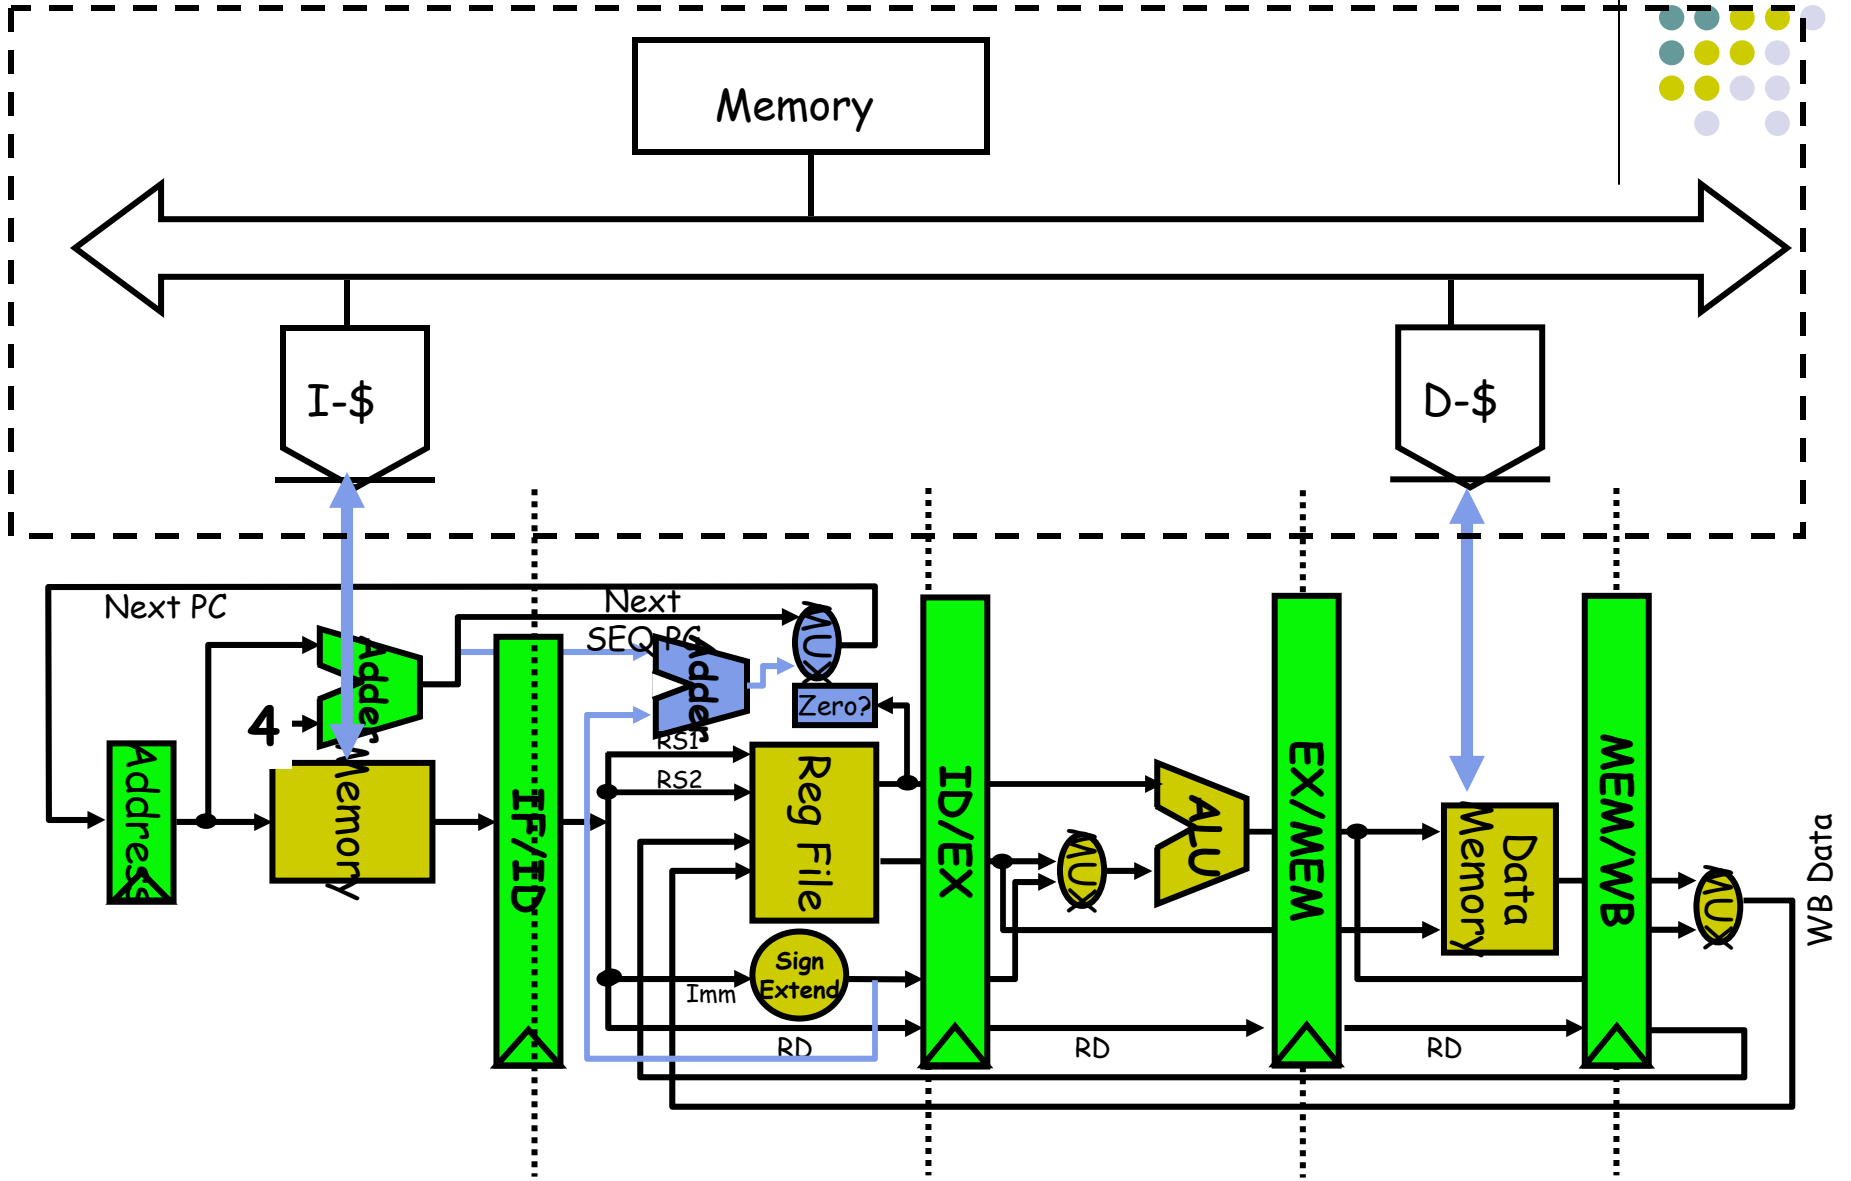 Memory
I-$
D-$
Next PC
Next
SEQ PC
Adder
4
Address
Memory
IF/ID
Adder
MUX
Zero?
RS1
RS2
Reg File
Sign
Extend
Imm
RD
ID/EX
MUX
ALU
RD
EX/MEM
Data
Memory
RD
MEM/WB
MUX
WB Data